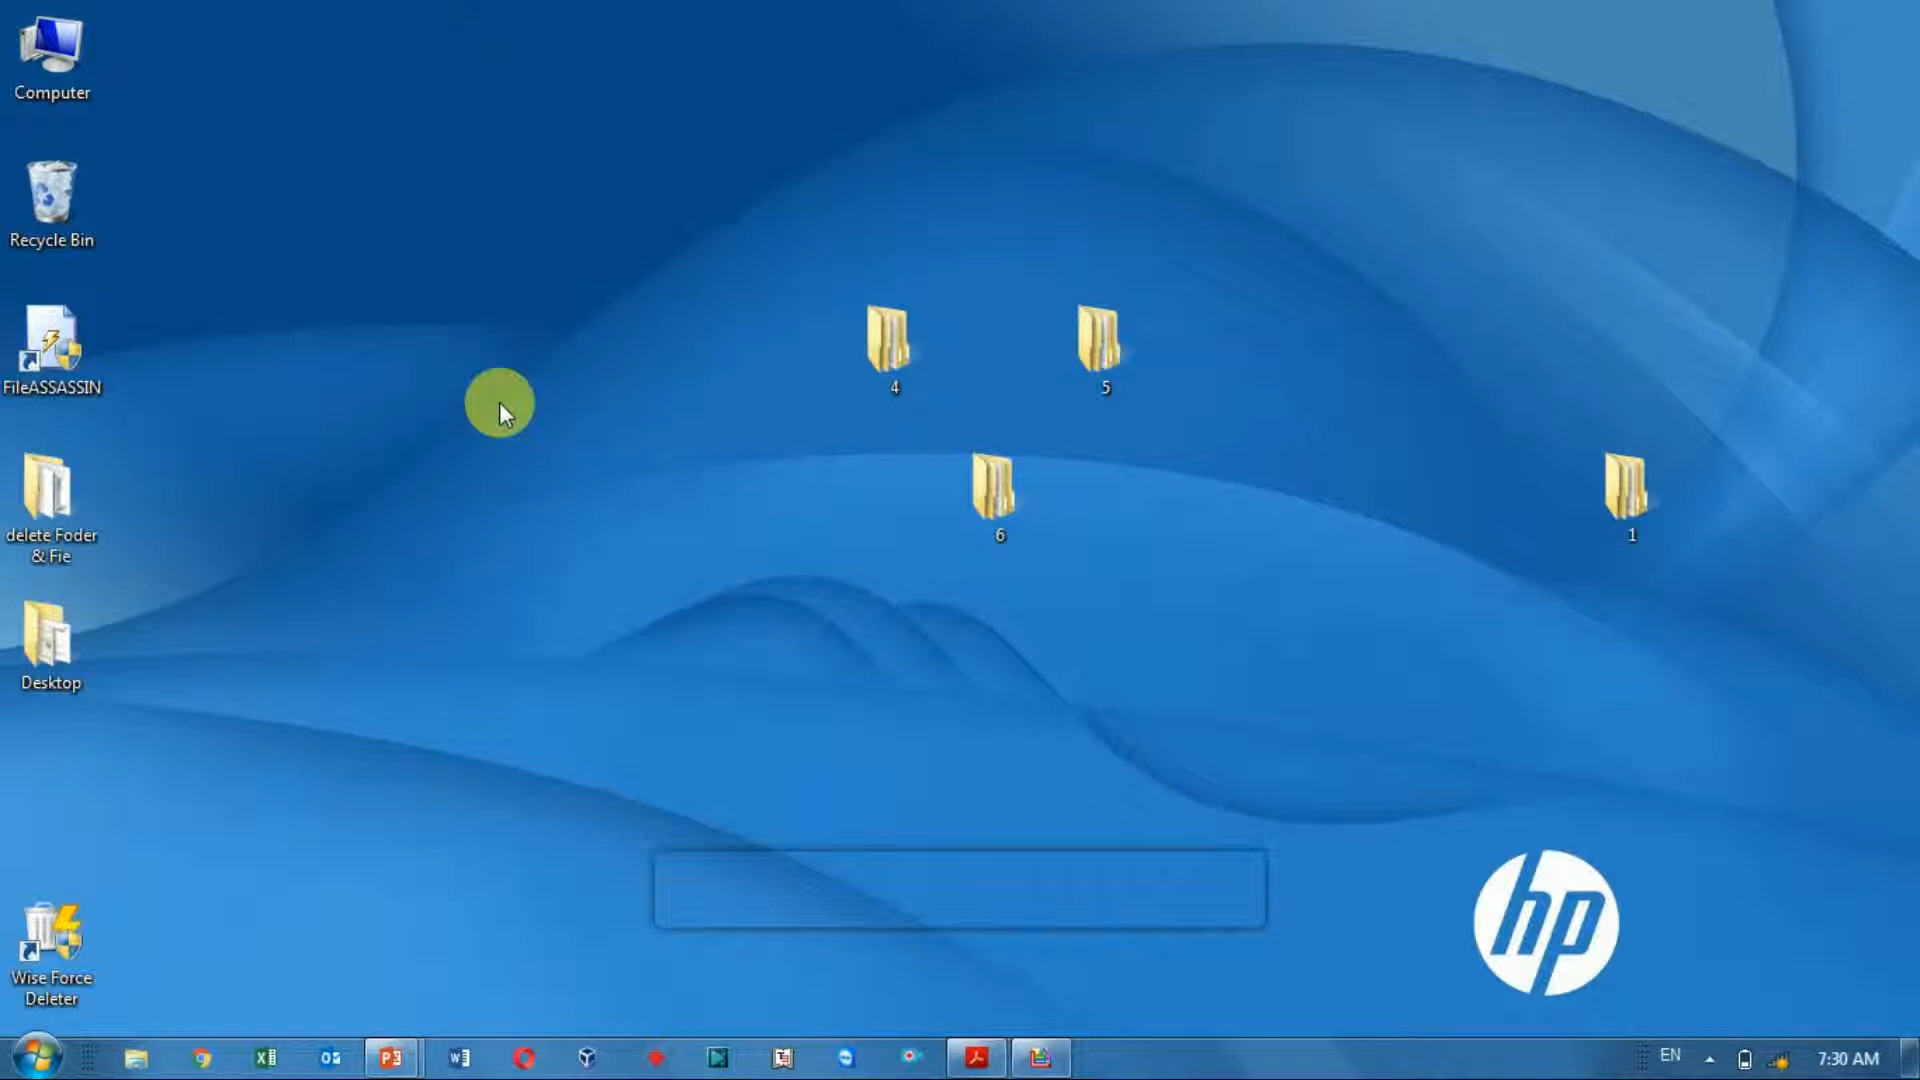 Computer
Recycle Bin
FileASSASSIN
4
5
delete Foder
& Fie
6
1
Desktop
hp
Wise Force
Deleter
EN
7:30 AM